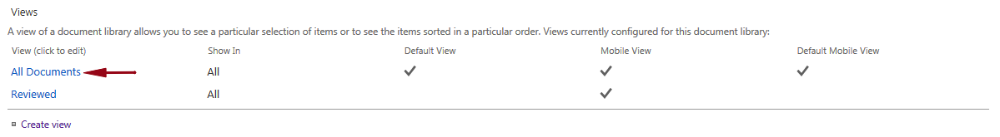 Views
A view of a document library allows you to see a particular selection of items or to see the items sorted in a particular order. Views currently configured for this document library:
View (click to edit) Show In Default View Mobile View Default Mobile View
All Documents All
Reviewed All
Create view